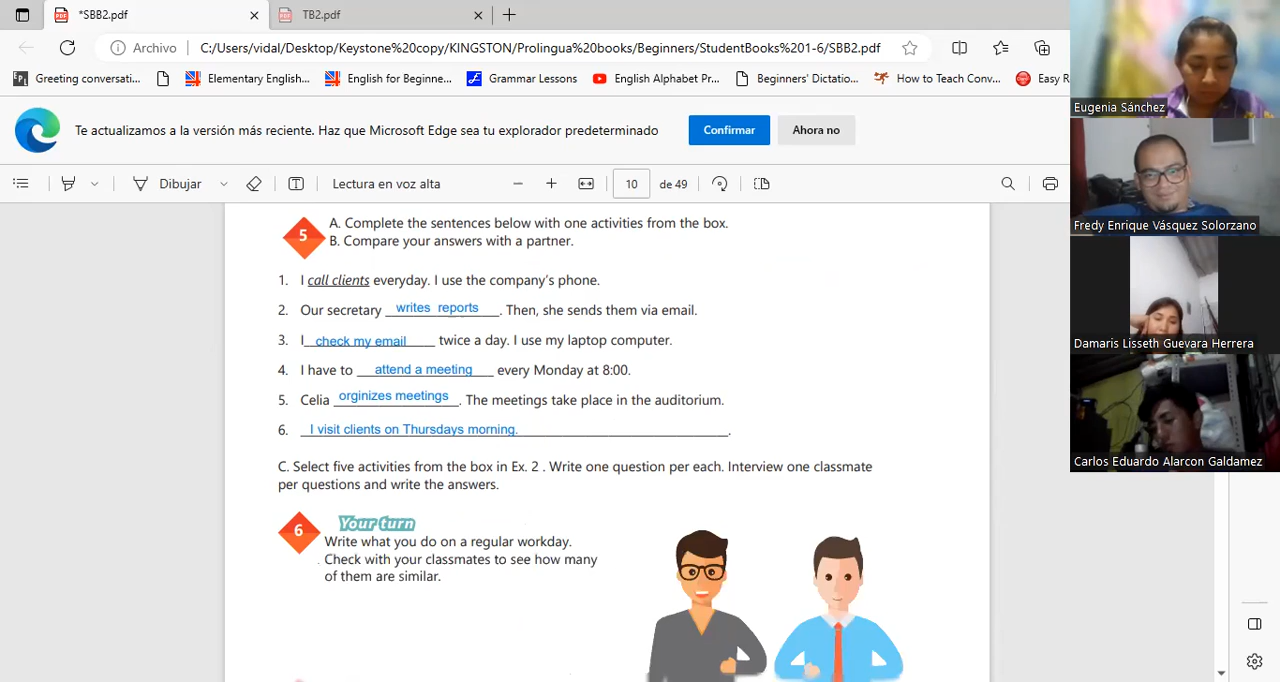 *SBB2.pdf
TB2.pdf
Archivo
C:/Users/vidal/Desktop/Keystone%20copy/KINGSTON/Prolingua%20books/Beginners/StudentBooks%201-6/SBB2.pdf
Greeting conversati...
Elementary English...
English for Beginne...
Grammar Lessons
English Alphabet Pr...
Beginners' Dictatio...
How to Teach Conv...
Easy R
Te actualizamos a la versión más reciente. Haz que Microsoft Edge sea tu explorador predeterminado
Confirmar
Ahora no
Dibujar
Lectura en voz alta
10
de 49
5
A. Complete the sentences below with one activities from the box.
B. Compare your answers with a partner.
1. I call clients everyday. I use the company's phone.
2. Our secretary writes reports. Then, she sends them via email.
3. I check my email twice a day. I use my laptop computer.
4. I have to attend a meeting every Monday at 8:00.
5. Celia orginizes meetings. The meetings take place in the auditorium.
6. I visit clients on Thursdays morning. .
C. Select five activities from the box in Ex. 2 . Write one question per each. Interview one classmate
per questions and write the answers.
6
Your turn
Write what you do on a regular workday.
Check with your classmates to see how many
of them are similar.
Eugenia Sánchez
Fredy Enrique Vásquez Solorzano
Damaris Lisseth Guevara Herrera
Carlos Eduardo Alarcon Galdamez